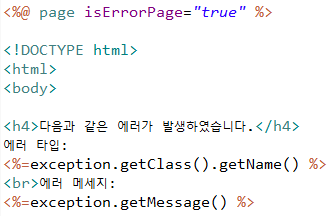 <%@ page isErrorPage="true" %>
<!DOCTYPE html>
<html>
<body>
<h4>다음과 같은 에러가 발생하였습니다.</h4>
에러 타입:
<%=exception.getClass().getName() %>
<br>에러 메세지:
<%=exception.getMessage() %>